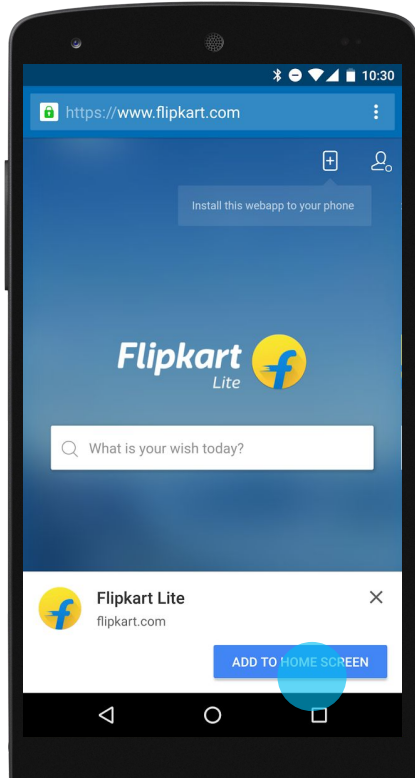 10:30
https://www.flipkart.com
Install this webapp to your phone
Flipkart
Lite
What is your wish today?
Flipkart Lite
flipkart.com
ADD TO HOME SCREEN